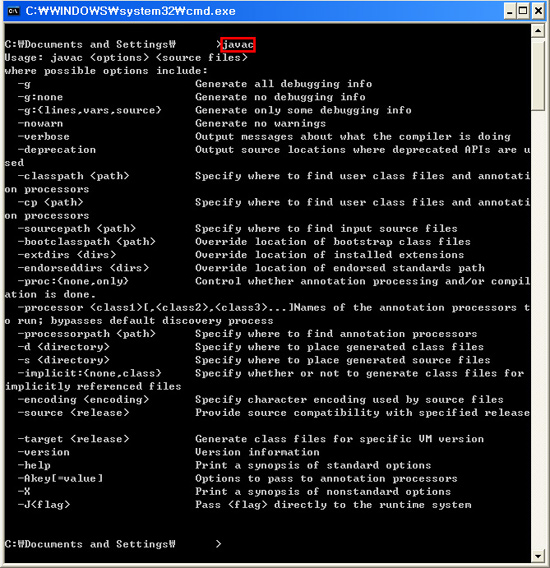 C:₩WINDOWS₩system32₩cmd.exe
C:₩Documents and Settings₩ >javac
Usage: javac <options> <source files>
where possible options include:
-g Generate all debugging info
-g:none Generate no debugging info
-g:{lines,vars,source} Generate only some debugging info
-nowarn Generate no warnings
-verbose Output messages about what the compiler is doing
-deprecation Output source locations where deprecated APIs are u
sed
-classpath <path> Specify where to find user class files and annotati
on processors
-cp <path> Specify where to find user class files and annotati
on processors
-sourcepath <path> Specify where to find input source files
-bootclasspath <path> Override location of bootstrap class files
-extdirs <dirs> Override location of installed extensions
-endorseddirs <dirs> Override location of endorsed standards path
-proc:{none,only} Control whether annotation processing and/or compil
ation is done.
-processor <class1>[,<class2>,<class3>...]Names of the annotation processors t
o run; bypasses default discovery process
-processorpath <path> Specify where to find annotation processors
-d <directory> Specify where to place generated class files
-s <directory> Specify where to place generated source files
-implicit:{none,class} Specify whether or not to generate class files for
implicitly referenced files
-encoding <encoding> Specify character encoding used by source files
-source <release> Provide source compatibility with specified release
-target <release> Generate class files for specific VM version
-version Version information
-help Print a synopsis of standard options
-Akey[=value] Options to pass to annotation processors
-X Print a synopsis of nonstandard options
-J<flag> Pass <flag> directly to the runtime system
C:₩Documents and Settings₩ >